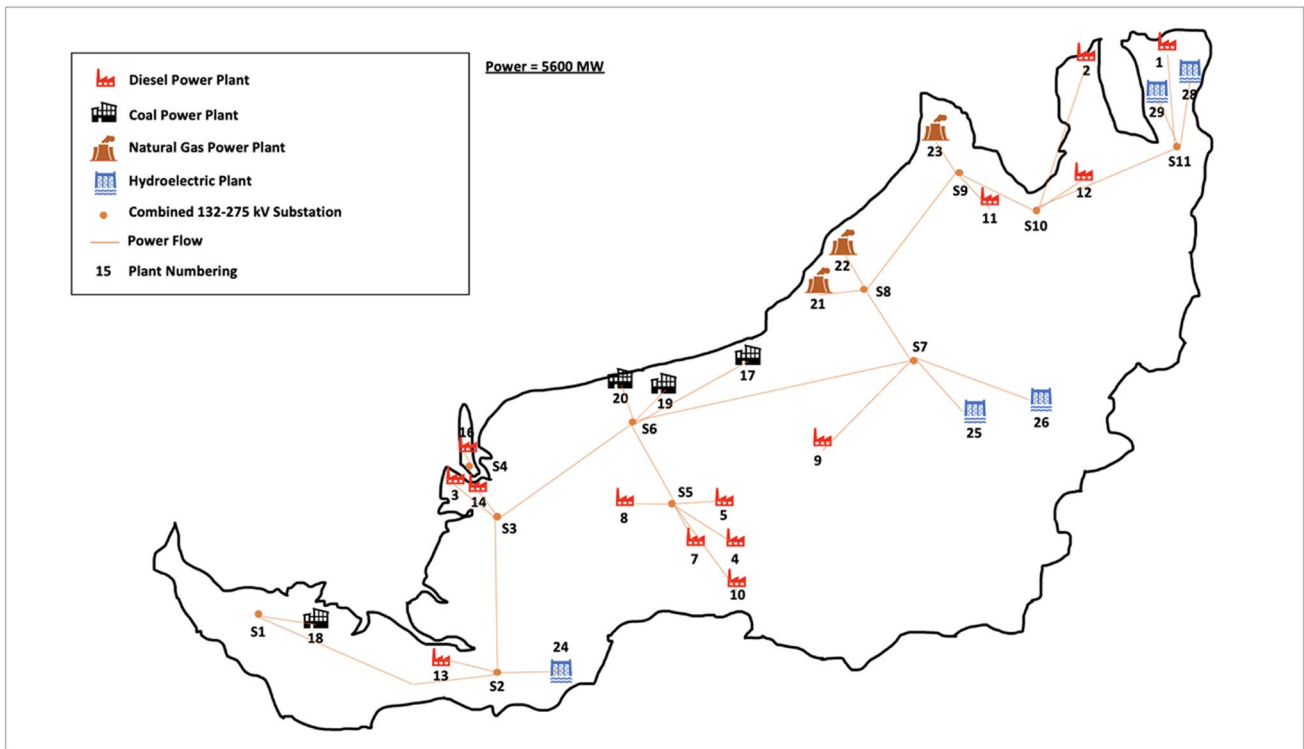 Diesel Power Plant
Coal Power Plant
Natural Gas Power Plant
Hydroelectric Plant
Combined 132-275 kV Substation
Power Flow
15 Plant Numbering
Power = 5600 MW
2
1
28
29
S11
23
S9
12
11
S10
22
21
S8
S7
17
20
19
S6
25
26
9
16
S4
3
14
S3
S5
8
5
7
4
10
S1
18
24
13
S2